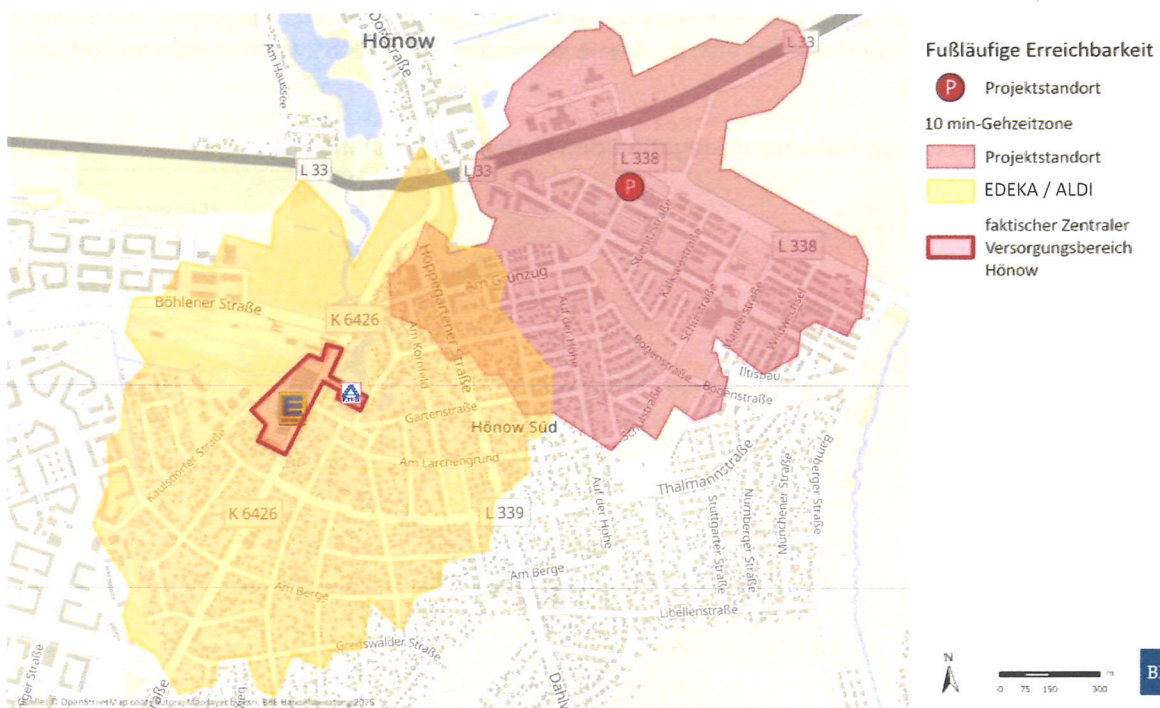 Hönow
Dorfstraße
Am Haussee
L 33
L 33
L 33
L 338
P
L 338
Am Grünzug
Hoppegartener Straße
Auf der Höhe
Schulstraße
Bogenstraße
Bogenstraße
Iltisbau
Schulstraße
Böhlener Straße
K 6426
Am Kornfeld
Gartenstraße
Hönow Süd
E
A
Am Lärchengrund
Kaulsdorfer Straße
K 6426
L 339
Thälmannstraße
Auf der Höhe
Stuttgarter Straße
Nürnberger Straße
Münchener Straße
Bamberger Straße
Am Berge
Am Berge
Libellenstraße
Greifswalder Straße
Fußläufige Erreichbarkeit
P Projektstandort
10 min-Gehzeitzone
Projektstandort
EDEKA / ALDI
faktischer Zentraler
Versorgungsbereich
Hönow
N
m
0 75 150 300